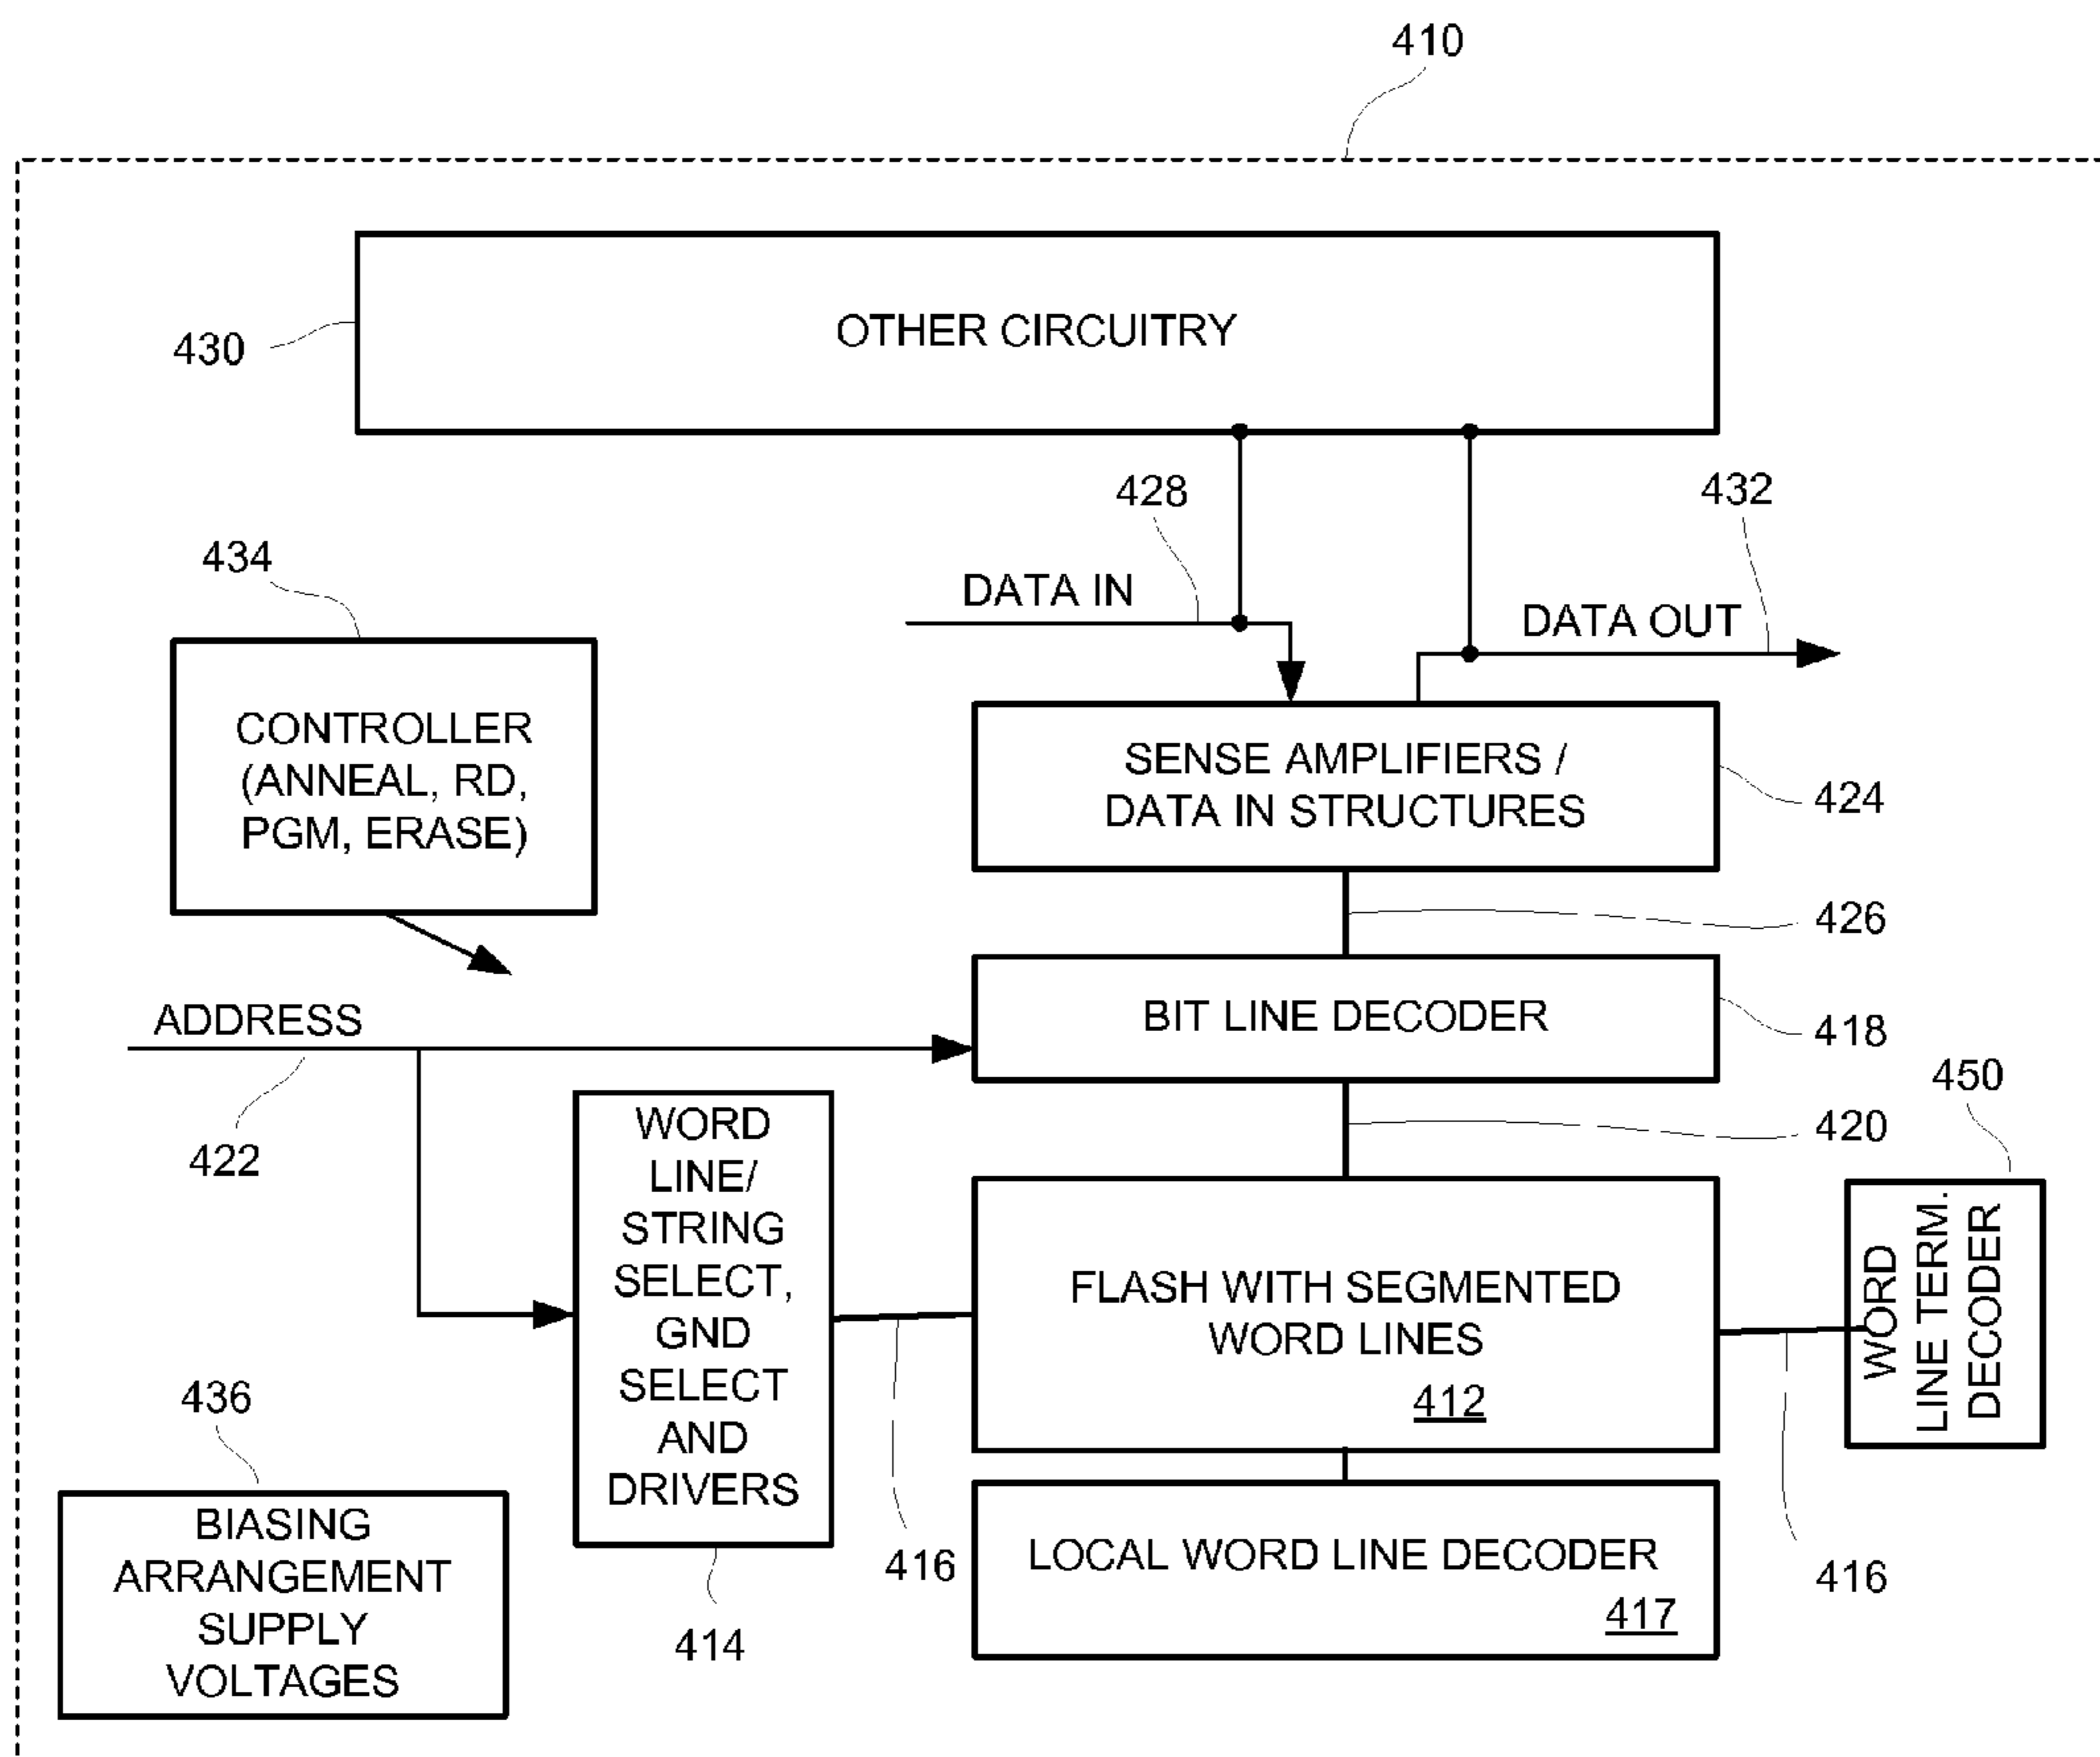 410
OTHER CIRCUITRY
430
428
432
DATA IN
DATA OUT
434
CONTROLLER
(ANNEAL, RD,
PGM, ERASE)
SENSE AMPLIFIERS /
DATA IN STRUCTURES
424
426
ADDRESS
422
BIT LINE DECODER
418
420
450
WORD
LINE/
STRING
SELECT,
GND
SELECT
AND
DRIVERS
414
416
FLASH WITH SEGMENTED
WORD LINES
412
WORD
LINE TERM.
DECODER
416
LOCAL WORD LINE DECODER
417
436
BIASING
ARRANGEMENT
SUPPLY
VOLTAGES